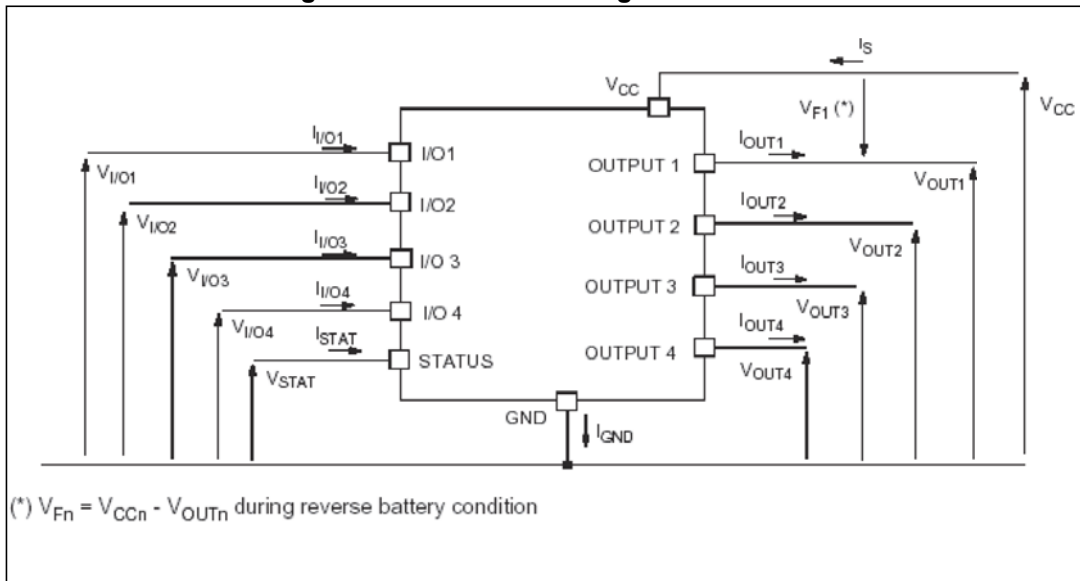 I_S
V_CC
V_F1 (*)
V_CC
I_I/O1
I/O1
V_I/O1
I_OUT1
OUTPUT 1
V_OUT1
I_I/O2
I/O2
V_I/O2
I_OUT2
OUTPUT 2
V_OUT2
I_I/O3
I/O 3
V_I/O3
I_OUT3
OUTPUT 3
V_OUT3
I_I/O4
I/O 4
V_I/O4
I_OUT4
OUTPUT 4
V_OUT4
I_STAT
STATUS
V_STAT
GND
I_GND
(*) V_Fn = V_CCn - V_OUTn during reverse battery condition